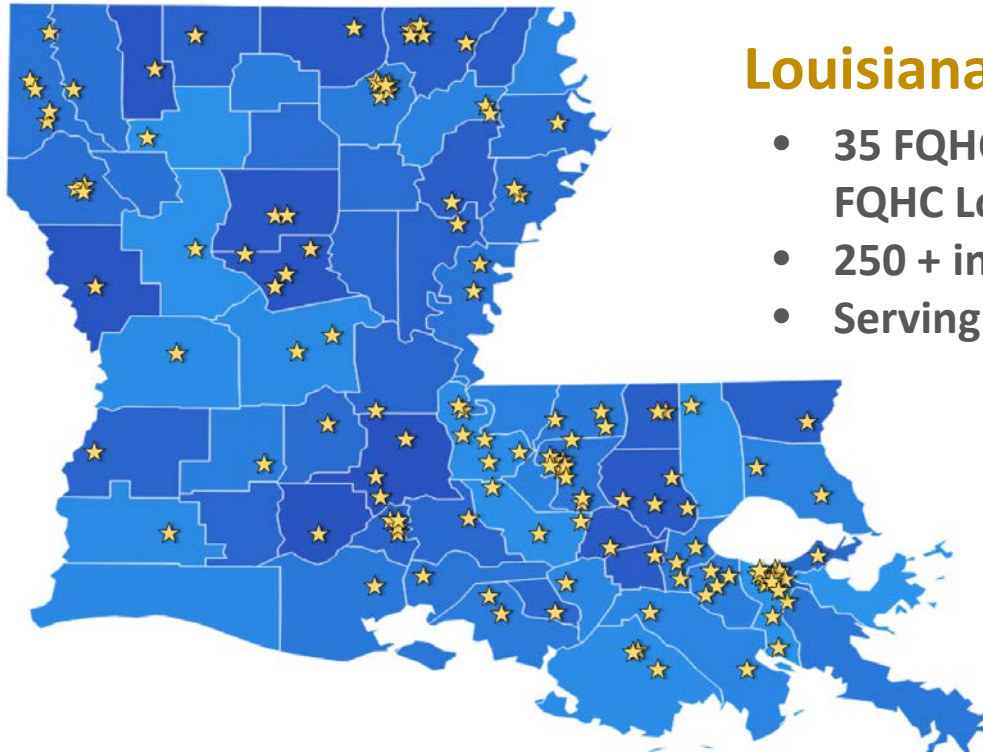 Louisiana
• 35 FQHC
FQHC Lo
• 250 + in
• Serving